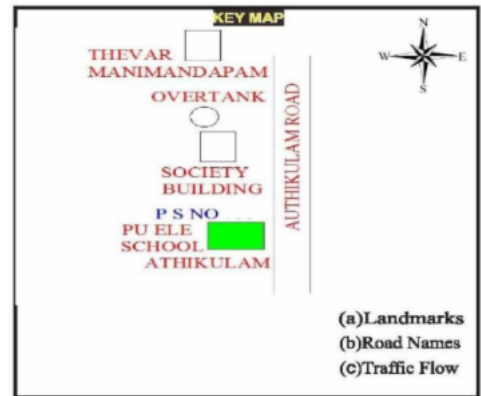 KEY MAP
N
W
E
S
THEVAR
MANIMANDAPAM
OVERTANK
AUTHIKULAM ROAD
SOCIETY
BUILDING
P S NO . . .
PU ELE
SCHOOL
ATHIKULAM
(a)Landmarks
(b)Road Names
(c)Traffic Flow